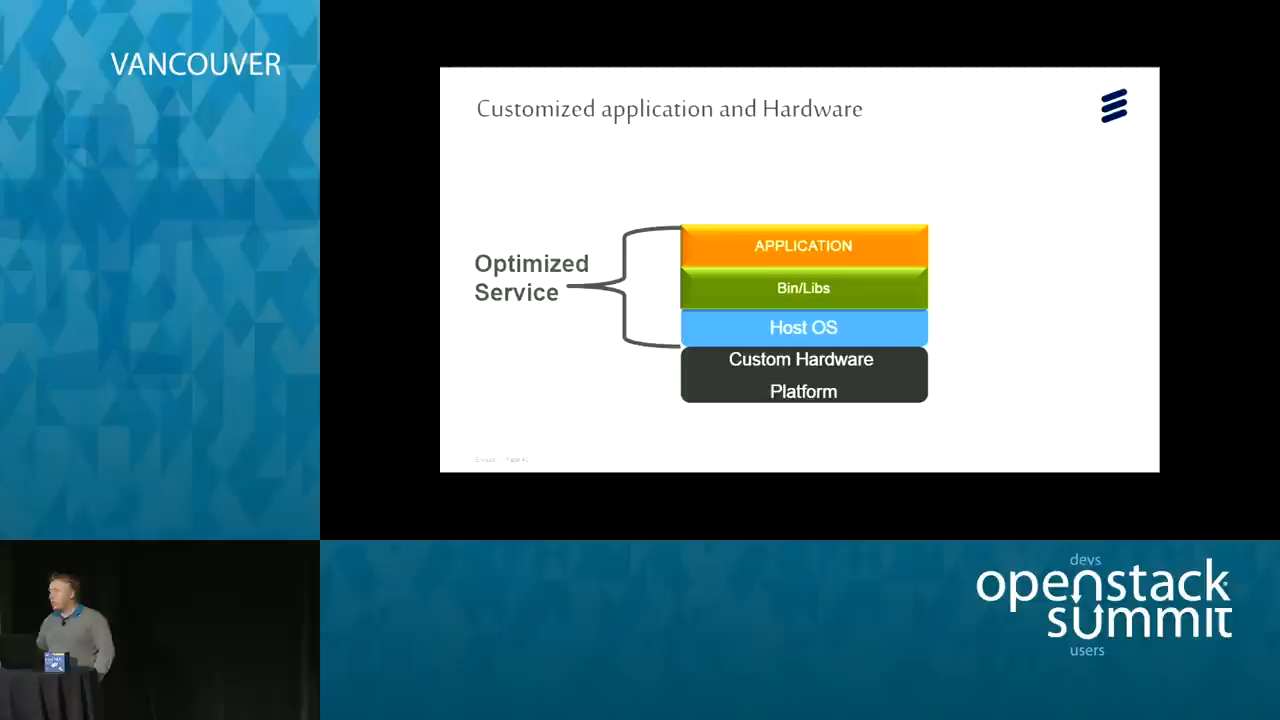 VANCOUVER
Customized application and Hardware
Optimized
Service
APPLICATION
Bin/Libs
Host OS
Custom Hardware
Platform
devs
openstack
summit
users